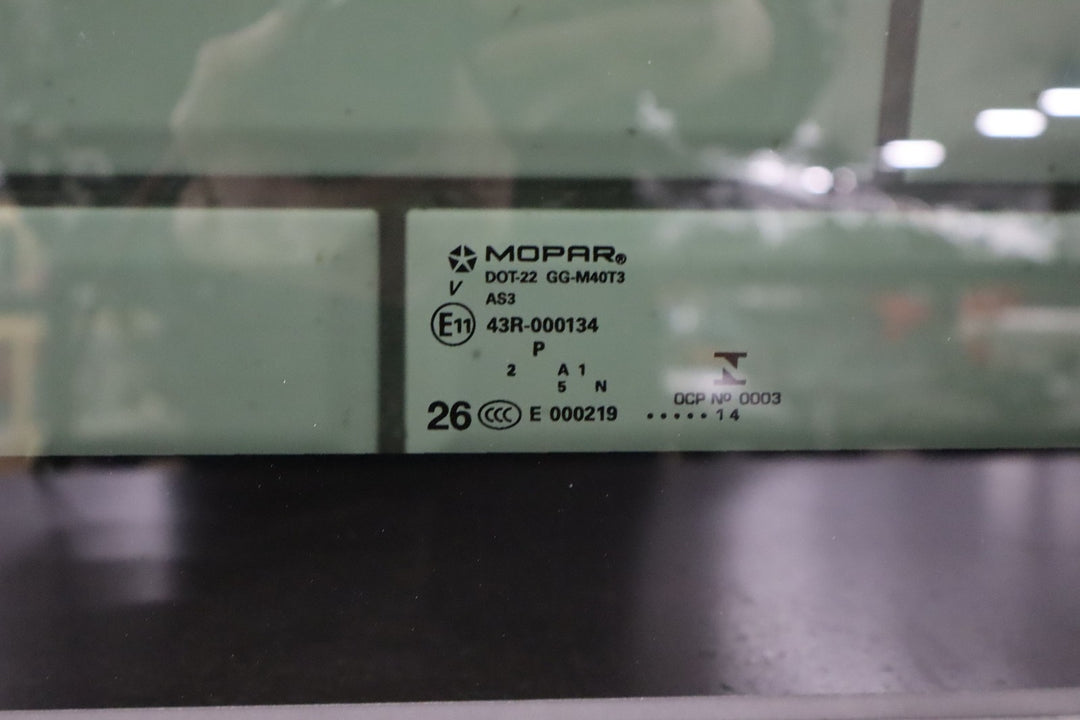 MOPAR®
DOT-22 GG-M40T3
V
AS3
E11 43R-000134
P
2 A 1
5 N
OCP Nº 0003
26 CCC E 000219 ·····14